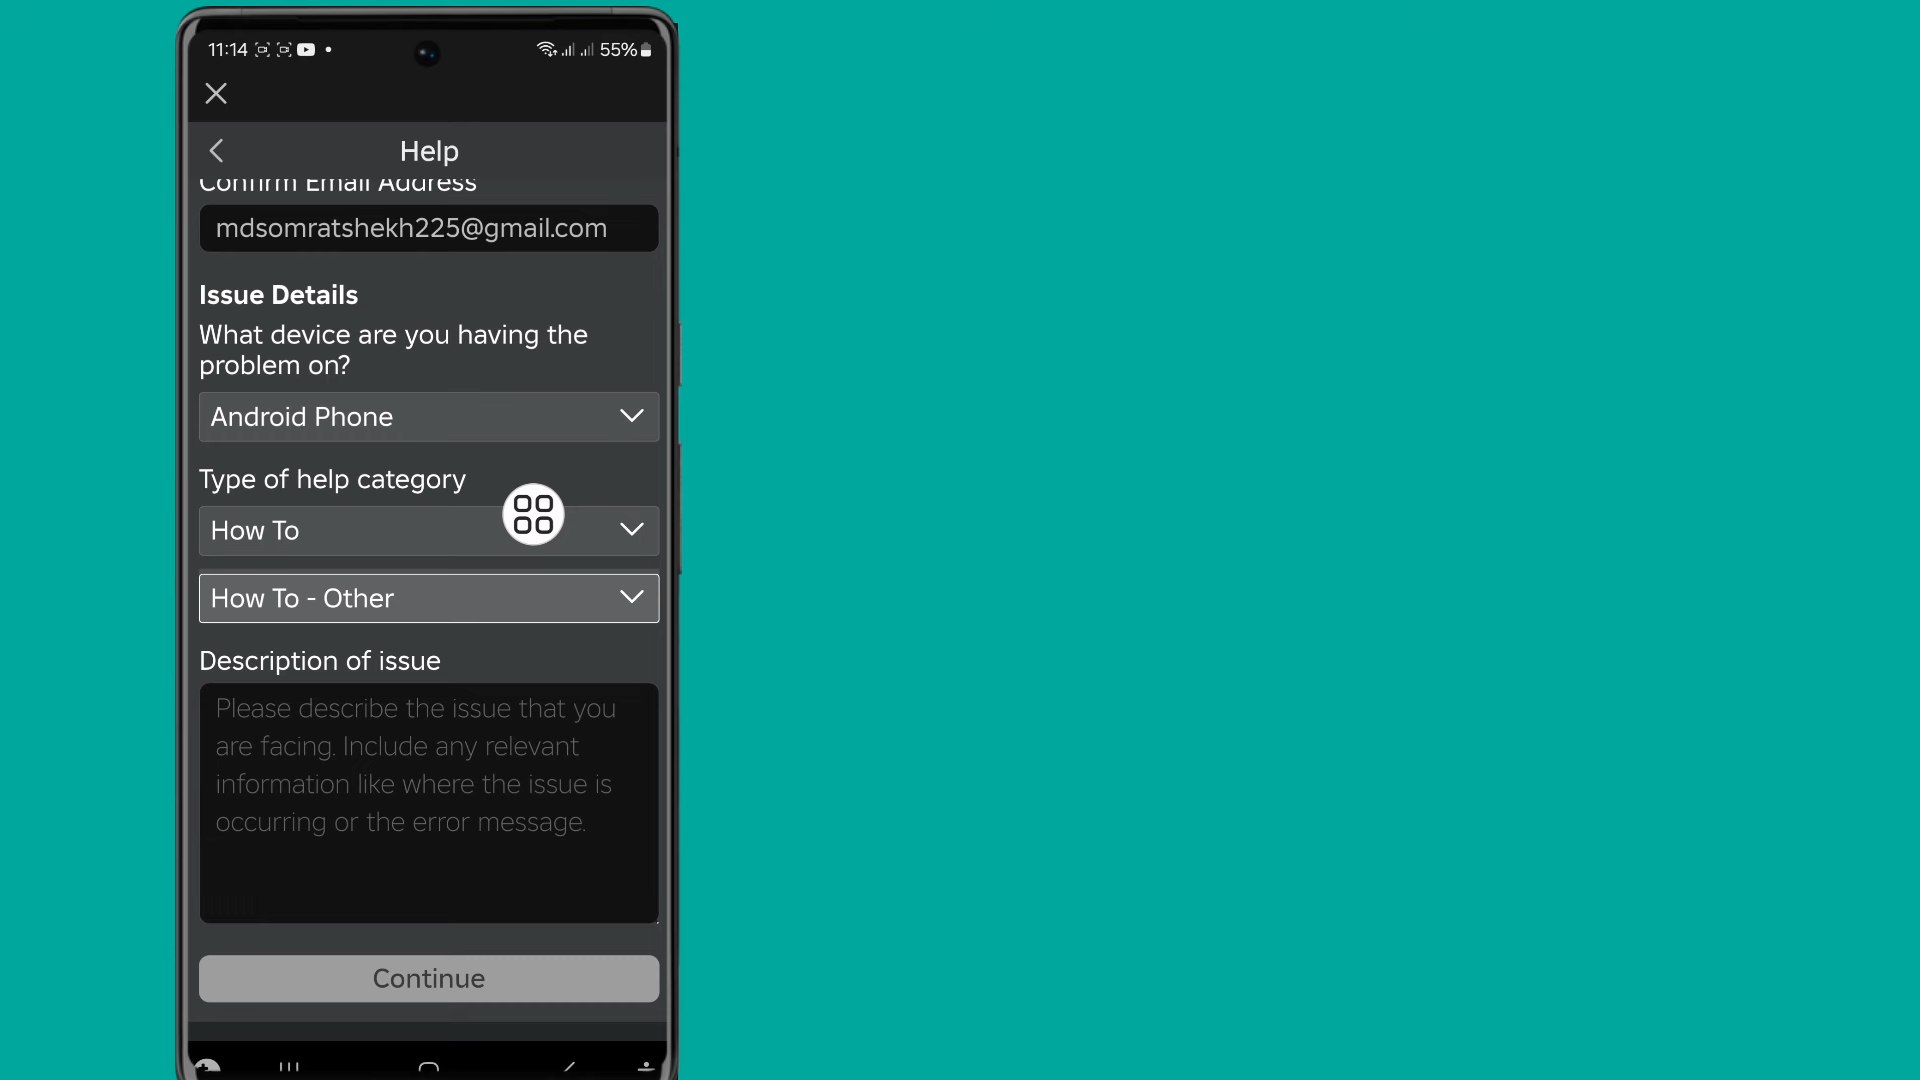 11:14
55%
Help
Confirm Email Address
mdsomratshekh225@gmail.com
Issue Details
What device are you having the
problem on?
Android Phone
Type of help category
How To
How To - Other
Description of issue
Please describe the issue that you
are facing. Include any relevant
information like where the issue is
occurring or the error message.
Continue